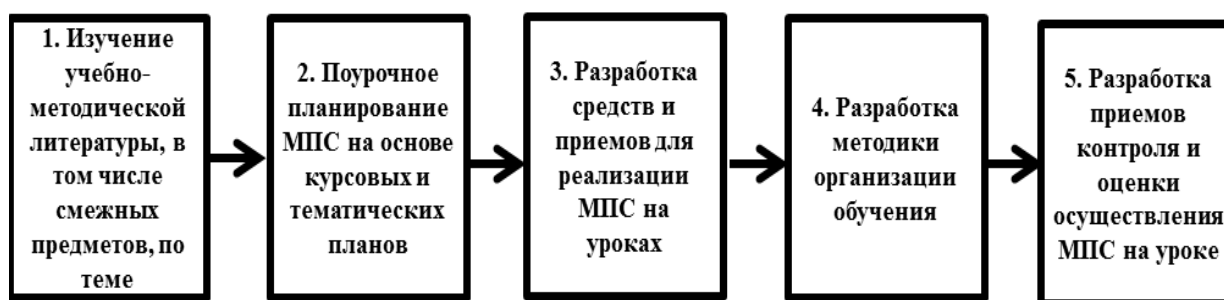 1. Изучение
учебно-
методической
литературы, в
том числе
смежных
предметов, по
теме
2. Поурочное
планирование
МПС на основе
курсовых и
тематических
планов
3. Разработка
средств и
приемов для
реализации
МПС на
уроках
4. Разработка
методики
организации
обучения
5. Разработка
приемов
контроля и
оценки
осуществления
МПС на уроке